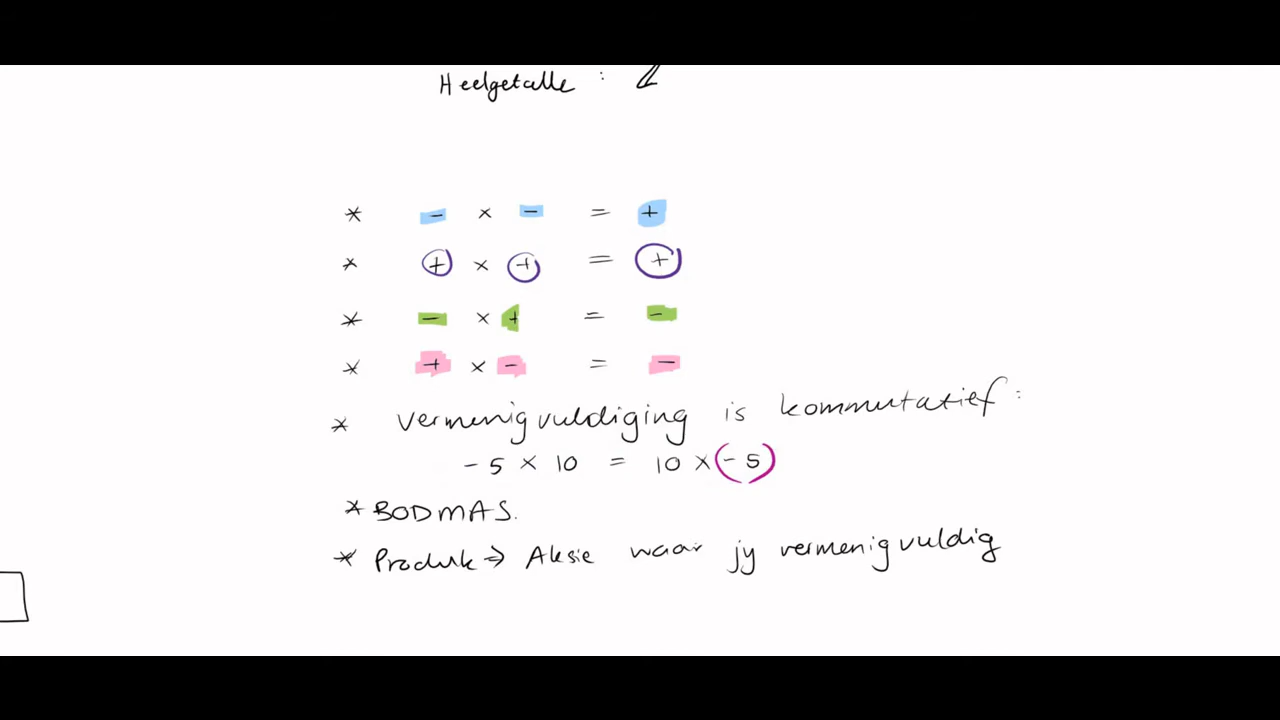 Heelgetalle : Z
* - × - = +
* + × + = +
* - × + = -
* + × - = -
* vermenigvuldiging is kommutatief :
-5 × 10 = 10 × (-5)
* BODMAS.
* Produk => Aksie waar jy vermenigvuldig